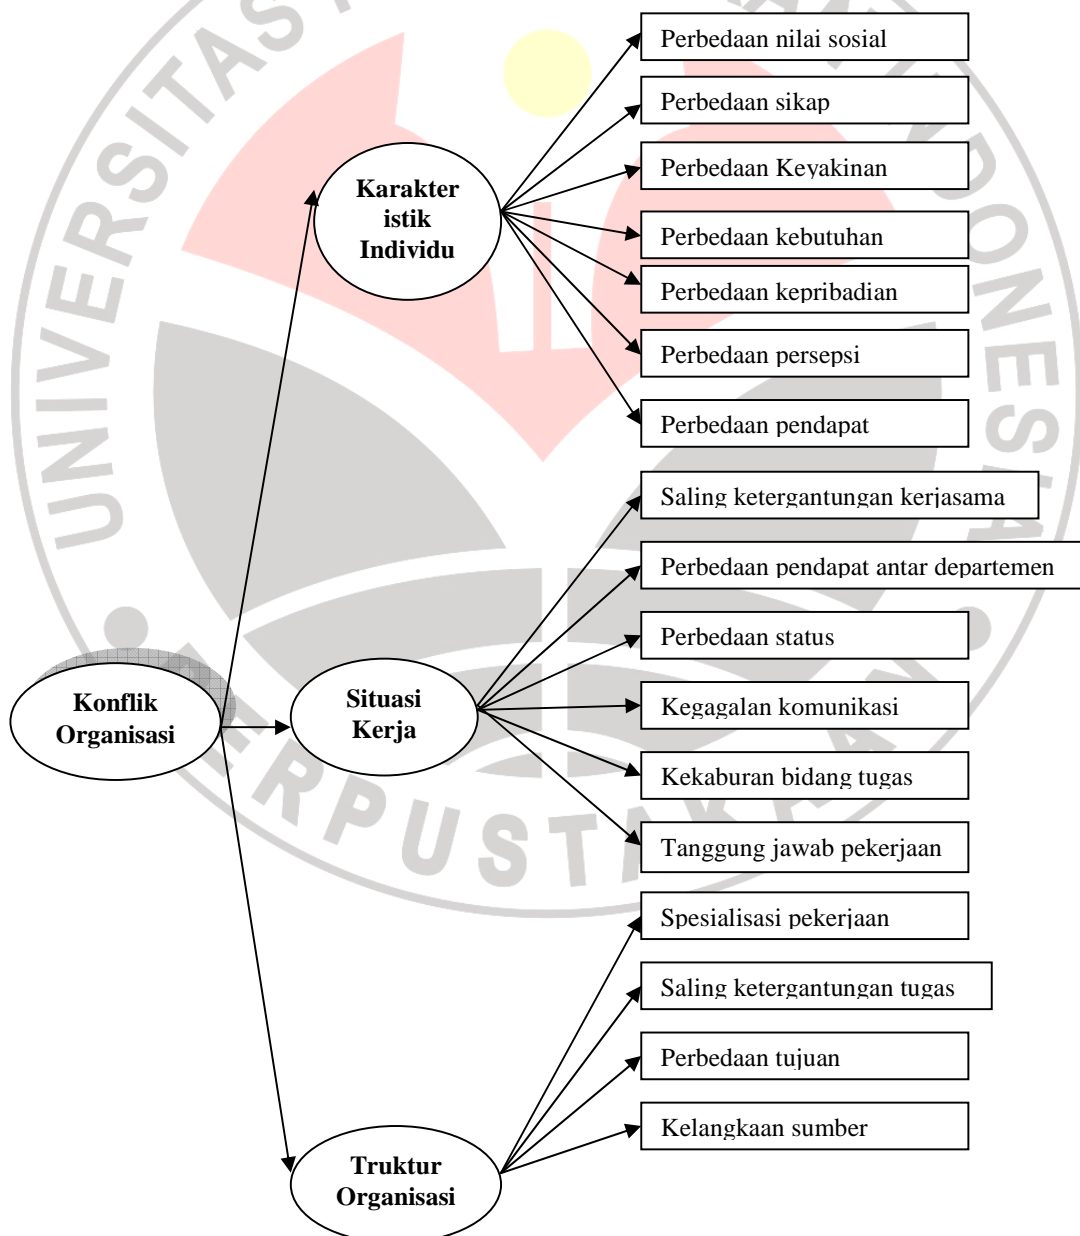 Perbedaan nilai sosial
Perbedaan sikap
Perbedaan Keyakinan
Perbedaan kebutuhan
Perbedaan kepribadian
Perbedaan persepsi
Perbedaan pendapat
Karakter
istik
Individu
Saling ketergantungan kerjasama
Perbedaan pendapat antar departemen
Perbedaan status
Kegagalan komunikasi
Kekaburan bidang tugas
Tanggung jawab pekerjaan
Situasi
Kerja
Konflik
Organisasi
Spesialisasi pekerjaan
Saling ketergantungan tugas
Perbedaan tujuan
Kelangkaan sumber
Truktur
Organisasi
UNIVERSITAS
INDONESIA